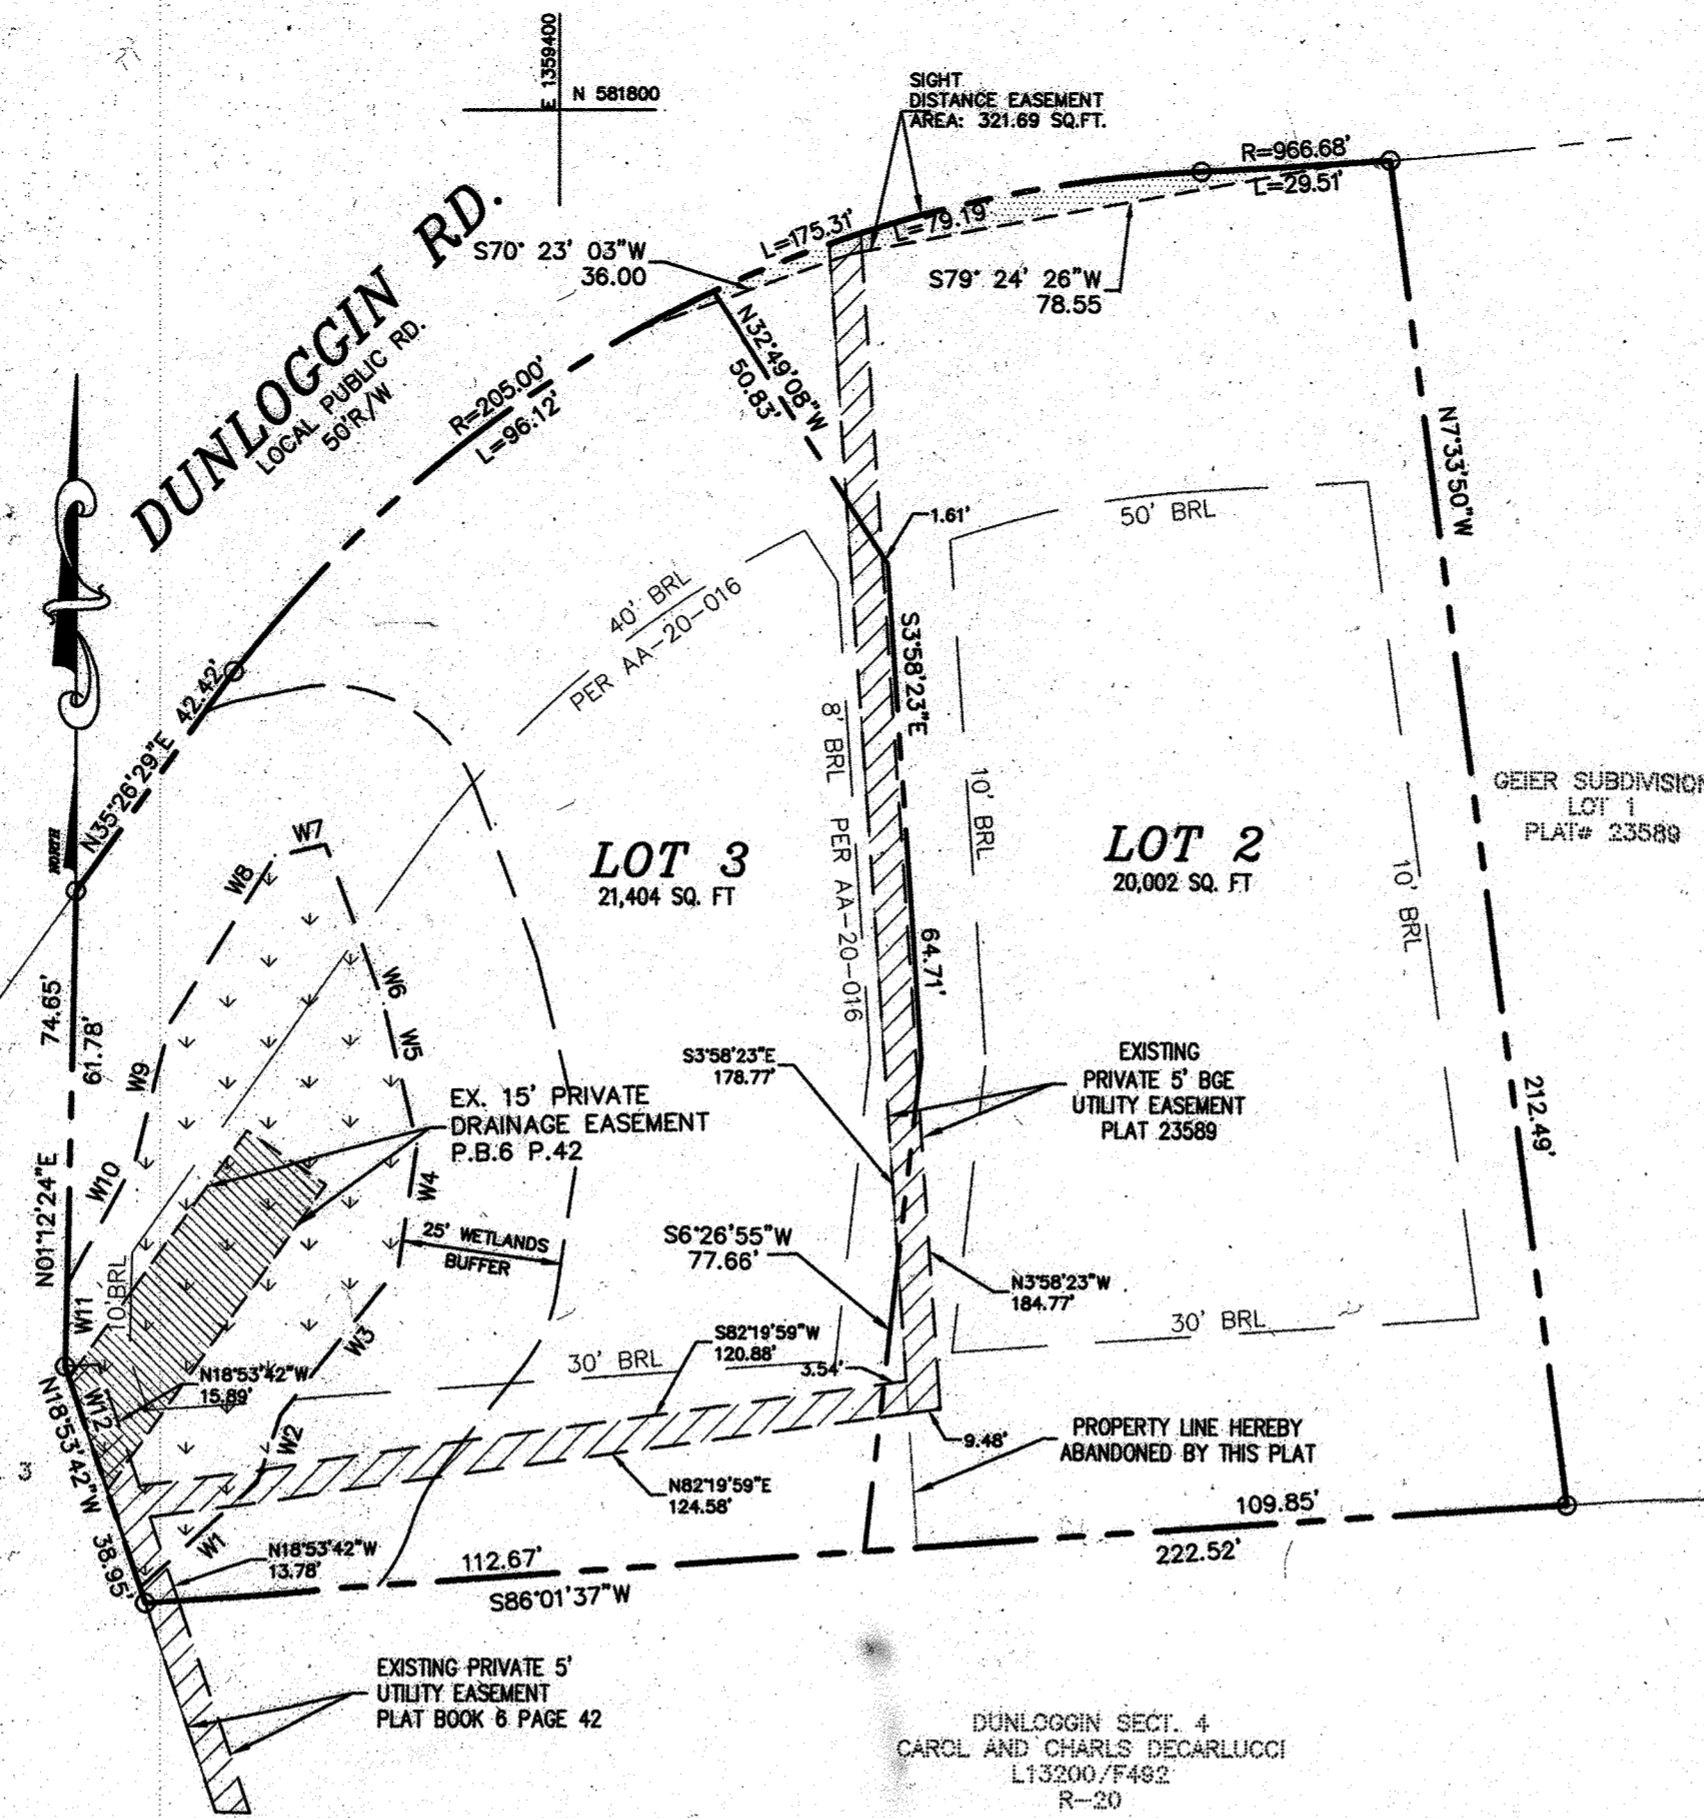 E 1359400
N 581800
SIGHT
DISTANCE EASEMENT
AREA: 321.69 SQ.FT.
R=966.68'
L=29.51'
L=175.31'
L=79.19'
S70° 23' 03"W
36.00
S79° 24' 26"W
78.55
DUNLOGGIN RD.
LOCAL PUBLIC RD.
50'R/W
R=205.00'
L=96.12'
N32°49'08"W
50.83'
N7°33'50"W
50' BRL
1.61'
40' BRL
PER AA-20-016
S3°58'23"E
42.42'
N35°26'29"E
8' BRL PER AA-20-016
10' BRL
GEIER SUBDIVISION
LOT 1
PLAT# 23589
NORTH
W7
W8
LOT 3
21,404 SQ. FT
LOT 2
20,002 SQ. FT
10' BRL
64.71'
W6
74.65'
61.78'
W5
W9
S3°58'23"E
178.77'
EXISTING
PRIVATE 5' BGE
UTILITY EASEMENT
PLAT 23589
EX. 15' PRIVATE
DRAINAGE EASEMENT
P.B.6 P.42
212.49'
W10
W4
N01°12'24"E
25' WETLANDS
BUFFER
S6°26'55"W
77.66'
N3°58'23"W
184.77'
W11
10'BRL
W3
30' BRL
S82°19'59"W
120.88'
30' BRL
3.54'
N18°53'42"W
15.89'
W12
N18°53'42"W
38.95'
W2
9.48'
PROPERTY LINE HEREBY
ABANDONED BY THIS PLAT
3
N82°19'59"E
124.58'
109.85'
222.52'
W1
N18°53'42"W
13.78'
112.67'
S86°01'37"W
EXISTING PRIVATE 5'
UTILITY EASEMENT
PLAT BOOK 6 PAGE 42
DUNLOGGIN SECT. 4
CAROL AND CHARLS DECARLUCCI
L13200/F492
R-20